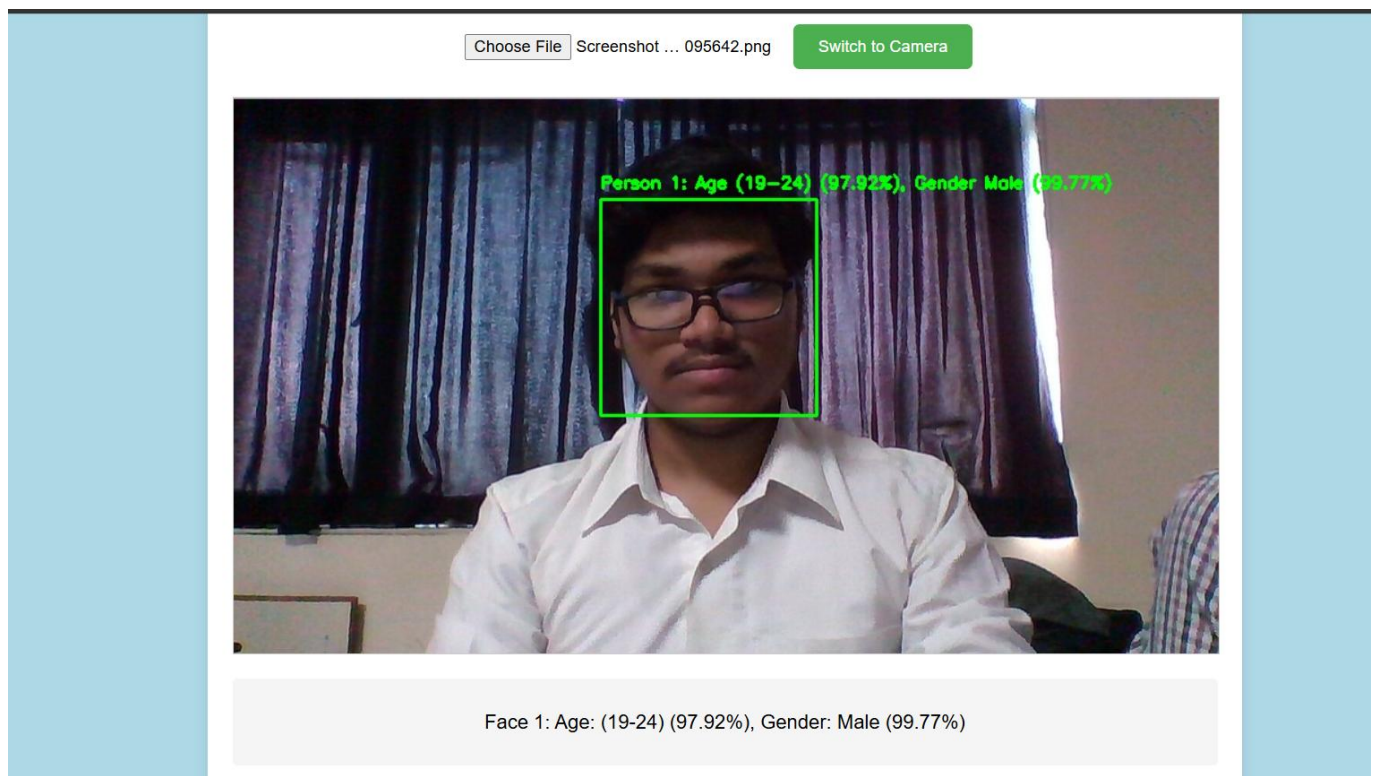 Choose File Screenshot … 095642.png Switch to Camera
Person 1: Age (19-24) (97.92%), Gender Male (99.77%)
Face 1: Age: (19-24) (97.92%), Gender: Male (99.77%)